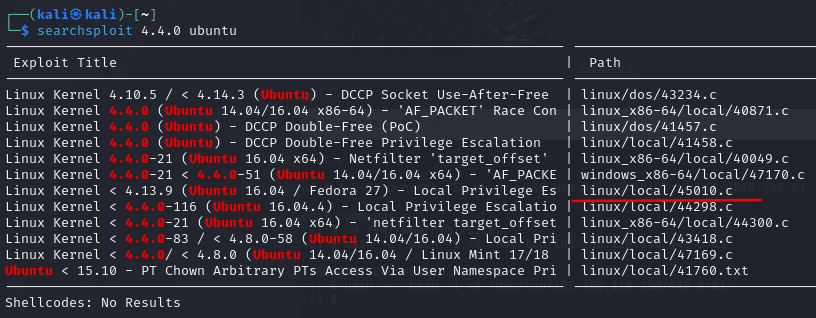 ┌──(kali㉿kali)-[~]
└─$ searchsploit 4.4.0 ubuntu
Exploit Title | Path
Linux Kernel 4.10.5 / < 4.14.3 (Ubuntu) - DCCP Socket Use-After-Free | linux/dos/43234.c
Linux Kernel 4.4.0 (Ubuntu 14.04/16.04 x86-64) - 'AF_PACKET' Race Con | linux_x86-64/local/40871.c
Linux Kernel 4.4.0 (Ubuntu) - DCCP Double-Free (PoC) | linux/dos/41457.c
Linux Kernel 4.4.0 (Ubuntu) - DCCP Double-Free Privilege Escalation | linux/local/41458.c
Linux Kernel 4.4.0-21 (Ubuntu 16.04 x64) - Netfilter 'target_offset' | linux_x86-64/local/40049.c
Linux Kernel 4.4.0-21 < 4.4.0-51 (Ubuntu 14.04/16.04 x64) - 'AF_PACKE | windows_x86-64/local/47170.c
Linux Kernel < 4.13.9 (Ubuntu 16.04 / Fedora 27) - Local Privilege Es | linux/local/45010.c
Linux Kernel < 4.4.0-116 (Ubuntu 16.04.4) - Local Privilege Escalatio | linux/local/44298.c
Linux Kernel < 4.4.0-21 (Ubuntu 16.04 x64) - 'netfilter target_offset | linux_x86-64/local/44300.c
Linux Kernel < 4.4.0-83 / < 4.8.0-58 (Ubuntu 14.04/16.04) - Local Pri | linux/local/43418.c
Linux Kernel < 4.4.0/ < 4.8.0 (Ubuntu 14.04/16.04 / Linux Mint 17/18 | linux/local/47169.c
Ubuntu < 15.10 - PT Chown Arbitrary PTs Access Via User Namespace Pri | linux/local/41760.txt
Shellcodes: No Results